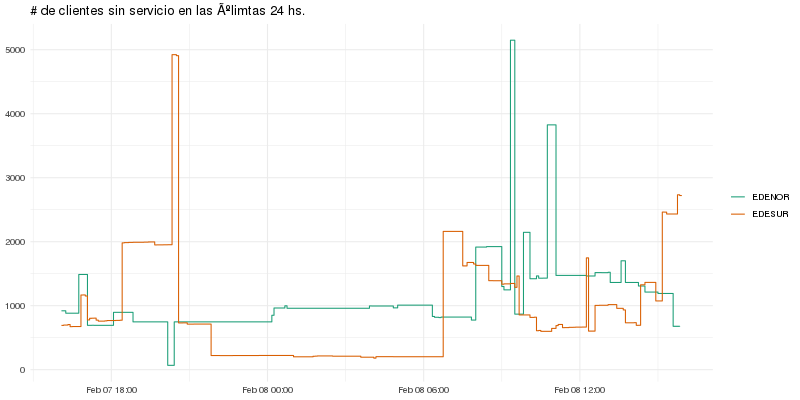 # de clientes sin servicio en las Ãºlimtas 24 hs.
5000
4000
3000
2000
1000
0
Feb 07 18:00
Feb 08 00:00
Feb 08 06:00
Feb 08 12:00
EDENOR
EDESUR